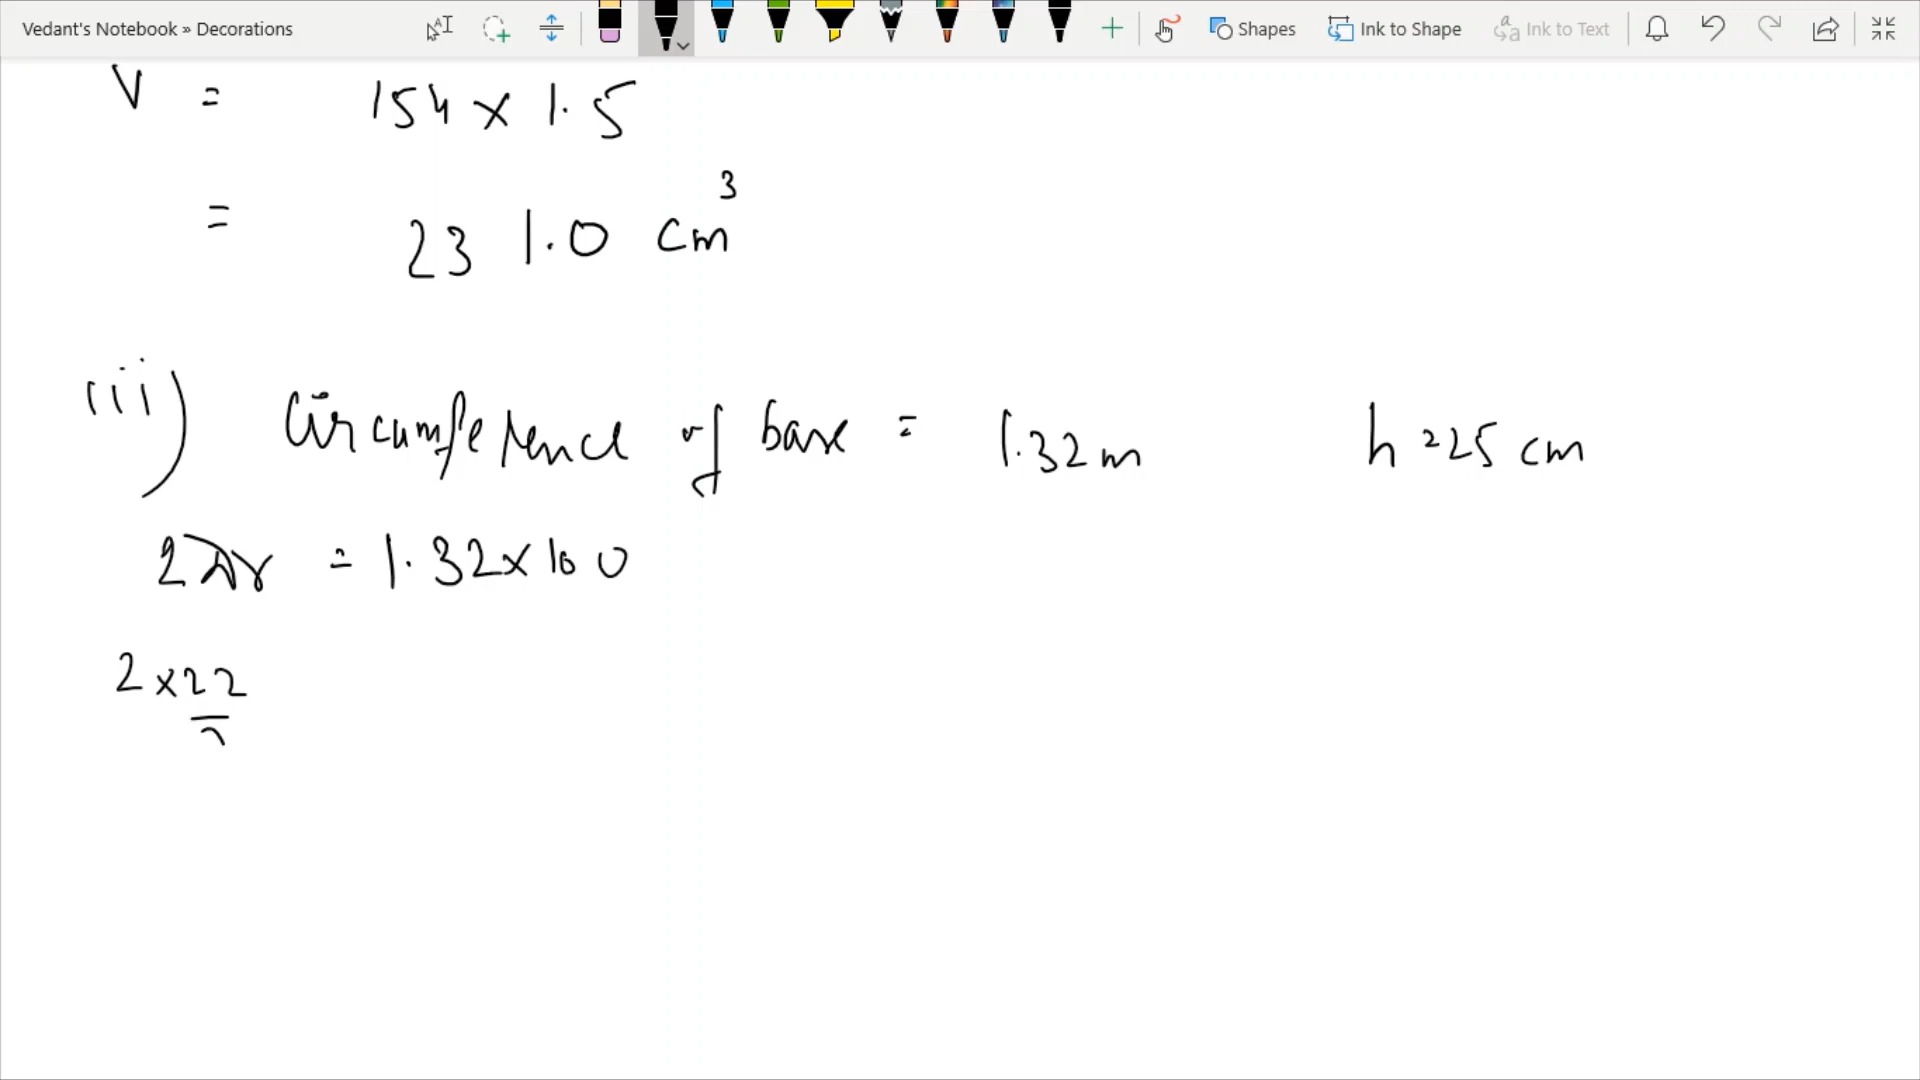 Vedant's Notebook » Decorations
Shapes
Ink to Shape
Ink to Text
V = 154 x 1.5
= 231.0 cm³
iii) Circumference of base = 1.32 m h = 25 cm
2πr = 1.32 x 100
2 x 22
7